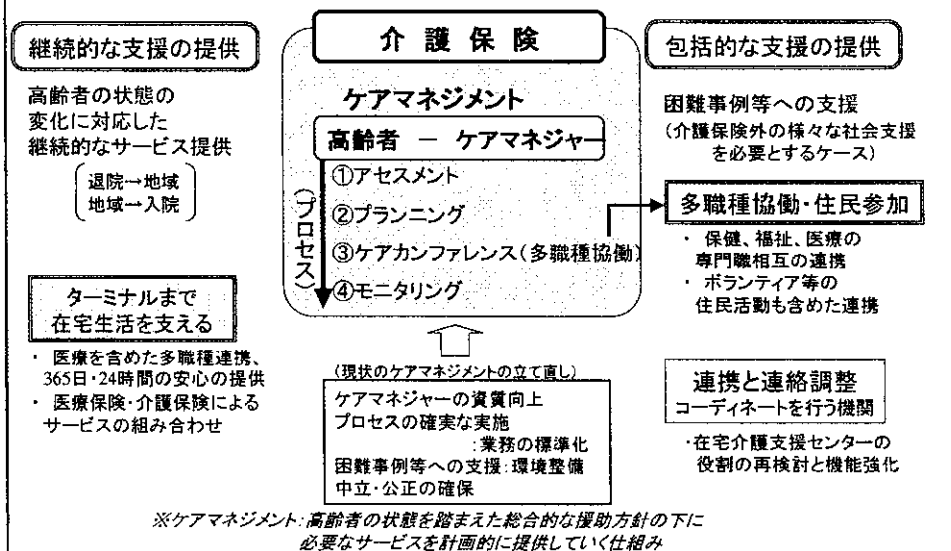 継続的な支援の提供
高齢者の状態の
変化に対応した
継続的なサービス提供
退院→地域
地域→入院
ターミナルまで
在宅生活を支える
・ 医療を含めた多職種連携、
365日・24時間の安心の提供
・ 医療保険・介護保険による
サービスの組み合わせ
介護保険
ケアマネジメント
高齢者 － ケアマネジャー
(プロセス)
①アセスメント
②プランニング
③ケアカンファレンス(多職種協働)
④モニタリング
(現状のケアマネジメントの立て直し)
ケアマネジャーの資質向上
プロセスの確実な実施
:業務の標準化
困難事例等への支援:環境整備
中立・公正の確保
包括的な支援の提供
困難事例等への支援
(介護保険外の様々な社会支援
を必要とするケース)
多職種協働・住民参加
・ 保健、福祉、医療の
専門職相互の連携
・ ボランティア等の
住民活動も含めた連携
連携と連絡調整
コーディネートを行う機関
・在宅介護支援センターの
役割の再検討と機能強化
※ケアマネジメント:高齢者の状態を踏まえた総合的な援助方針の下に
必要なサービスを計画的に提供していく仕組み